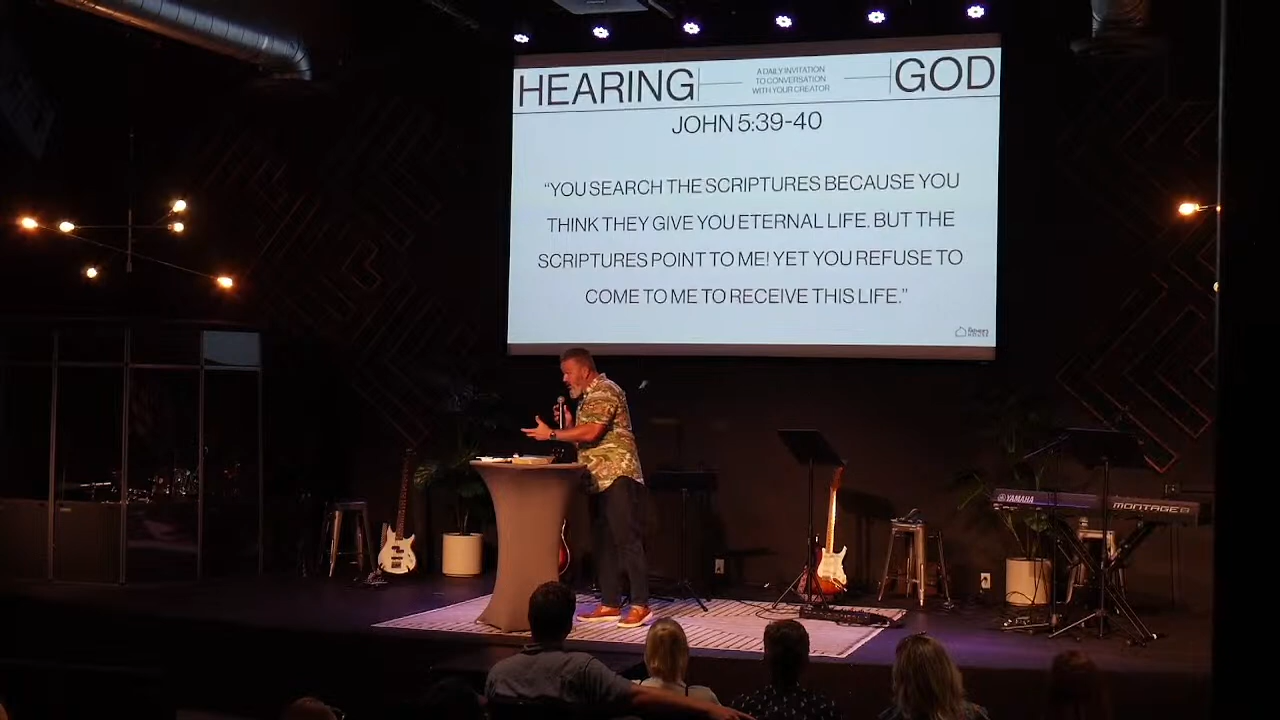 HEARING
A DAILY INVITATION
TO CONVERSATION
WITH YOUR CREATOR
GOD
JOHN 5:39-40
“YOU SEARCH THE SCRIPTURES BECAUSE YOU
THINK THEY GIVE YOU ETERNAL LIFE. BUT THE
SCRIPTURES POINT TO ME! YET YOU REFUSE TO
COME TO ME TO RECEIVE THIS LIFE.”
YAMAHA
MONTAGE 8